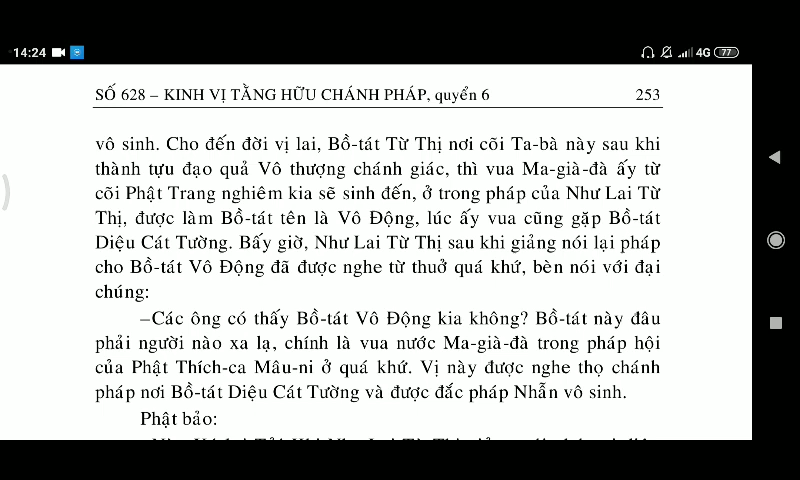 14:24
4G 77
SỐ 628 – KINH VỊ TẰNG HỮU CHÁNH PHÁP, quyển 6 253
vô sinh. Cho đến đời vị lai, Bồ-tát Từ Thị nơi cõi Ta-bà này sau khi
thành tựu đạo quả Vô thượng chánh giác, thì vua Ma-già-đà ấy từ
cõi Phật Trang nghiêm kia sẽ sinh đến, ở trong pháp của Như Lai Từ
Thị, được làm Bồ-tát tên là Vô Động, lúc ấy vua cũng gặp Bồ-tát
Diệu Cát Tường. Bấy giờ, Như Lai Từ Thị sau khi giảng nói lại pháp
cho Bồ-tát Vô Động đã được nghe từ thuở quá khứ, bèn nói với đại
chúng:
–Các ông có thấy Bồ-tát Vô Động kia không? Bồ-tát này đâu
phải người nào xa lạ, chính là vua nước Ma-già-đà trong pháp hội
của Phật Thích-ca Mâu-ni ở quá khứ. Vị này được nghe thọ chánh
pháp nơi Bồ-tát Diệu Cát Tường và được đắc pháp Nhẫn vô sinh.
Phật bảo: